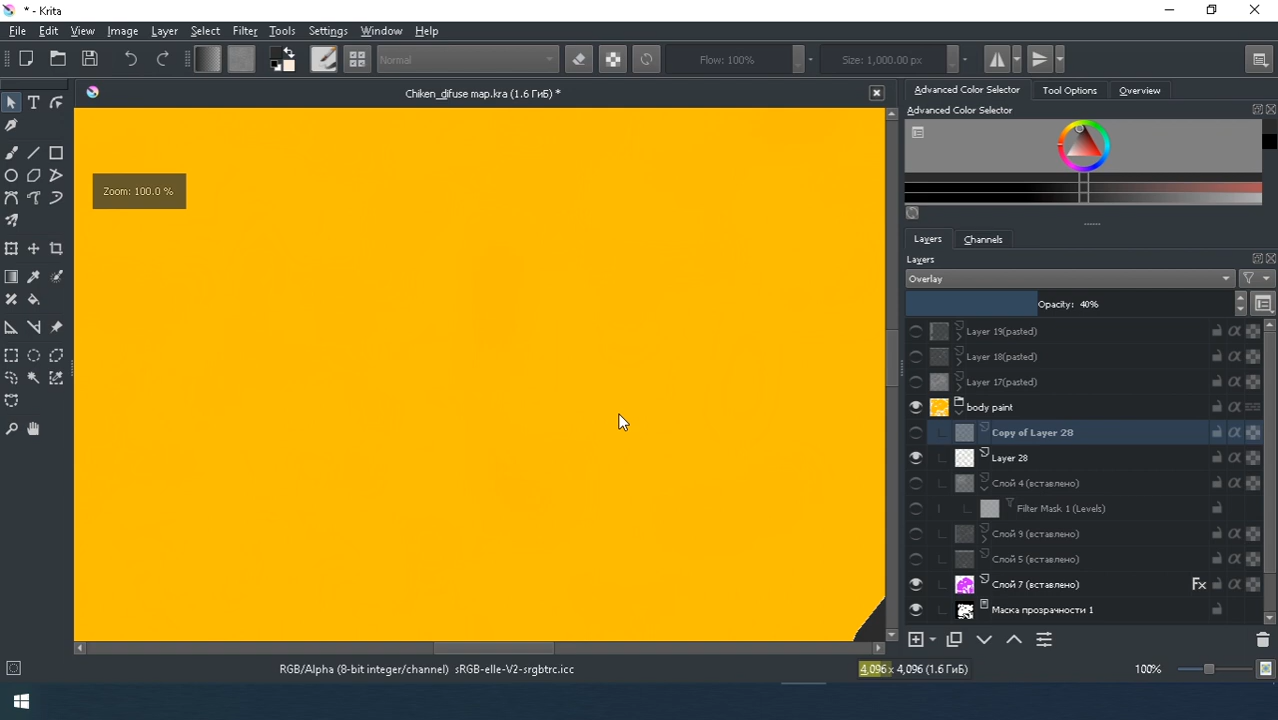 * - Krita
File Edit View Image Layer Select Filter Tools Settings Window Help
Normal
Flow: 100%
Size: 1,000.00 px
Chiken_difuse map.kra (1.6 ГиБ) *
Advanced Color Selector Tool Options Overview
Advanced Color Selector
Zoom: 100.0 %
Layers Channels
Layers
Overlay
Opacity: 40%
Layer 19(pasted)
Layer 18(pasted)
Layer 17(pasted)
body paint
Copy of Layer 28
Layer 28
Слой 4 (вставлено)
Filter Mask 1 (Levels)
Слой 9 (вставлено)
Слой 5 (вставлено)
Слой 7 (вставлено) Fx
Маска прозрачности 1
RGB/Alpha (8-bit integer/channel) sRGB-elle-V2-srgbtrc.icc
4,096 x 4,096 (1.6 ГиБ)
100%